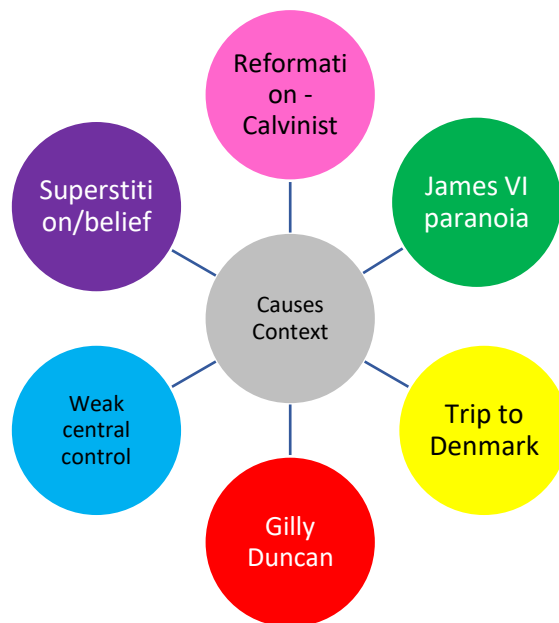 Reformati
on -
Calvinist
Superstiti
on/belief
James VI
paranoia
Causes
Context
Weak
central
control
Trip to
Denmark
Gilly
Duncan